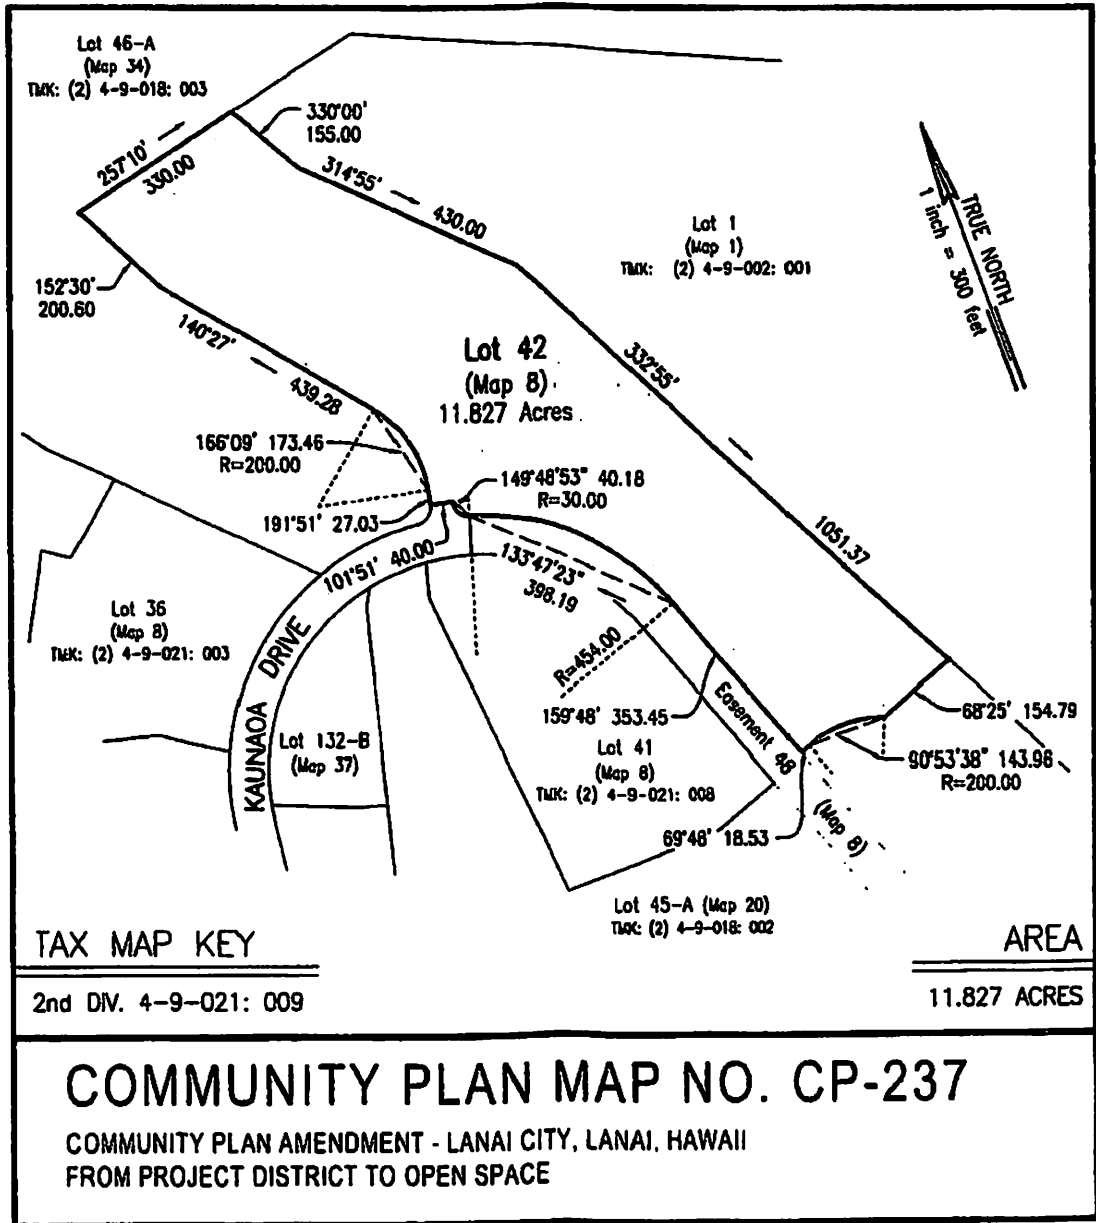 Lot 46-A
(Map 34)
TMK: (2) 4-9-018: 003
257°10'
330.00
330°00'
155.00
314°55'
430.00
Lot 1
(Map 1)
TMK: (2) 4-9-002: 001
TRUE NORTH
1 inch = 300 feet
152°30'
200.60
140°27'
439.28
Lot 42
(Map 8)
11.827 Acres
332°55'
1051.37
166°09' 173.46
R=200.00
149°48'53" 40.18
R=30.00
191°51' 27.03
101°51' 40.00
133°47'23"
398.19
Lot 36
(Map 8)
TMK: (2) 4-9-021: 003
KAUNAOA DRIVE
R=454.00
159°48' 353.45
Easement 48
68°25' 154.79
90°53'38" 143.96
R=200.00
Lot 132-B
(Map 37)
Lot 41
(Map 8)
TMK: (2) 4-9-021: 008
(Map 8)
69°48' 18.53
Lot 45-A (Map 20)
TMK: (2) 4-9-018: 002
TAX MAP KEY
2nd DIV. 4-9-021: 009
AREA
11.827 ACRES
COMMUNITY PLAN MAP NO. CP-237
COMMUNITY PLAN AMENDMENT - LANAI CITY, LANAI, HAWAII
FROM PROJECT DISTRICT TO OPEN SPACE